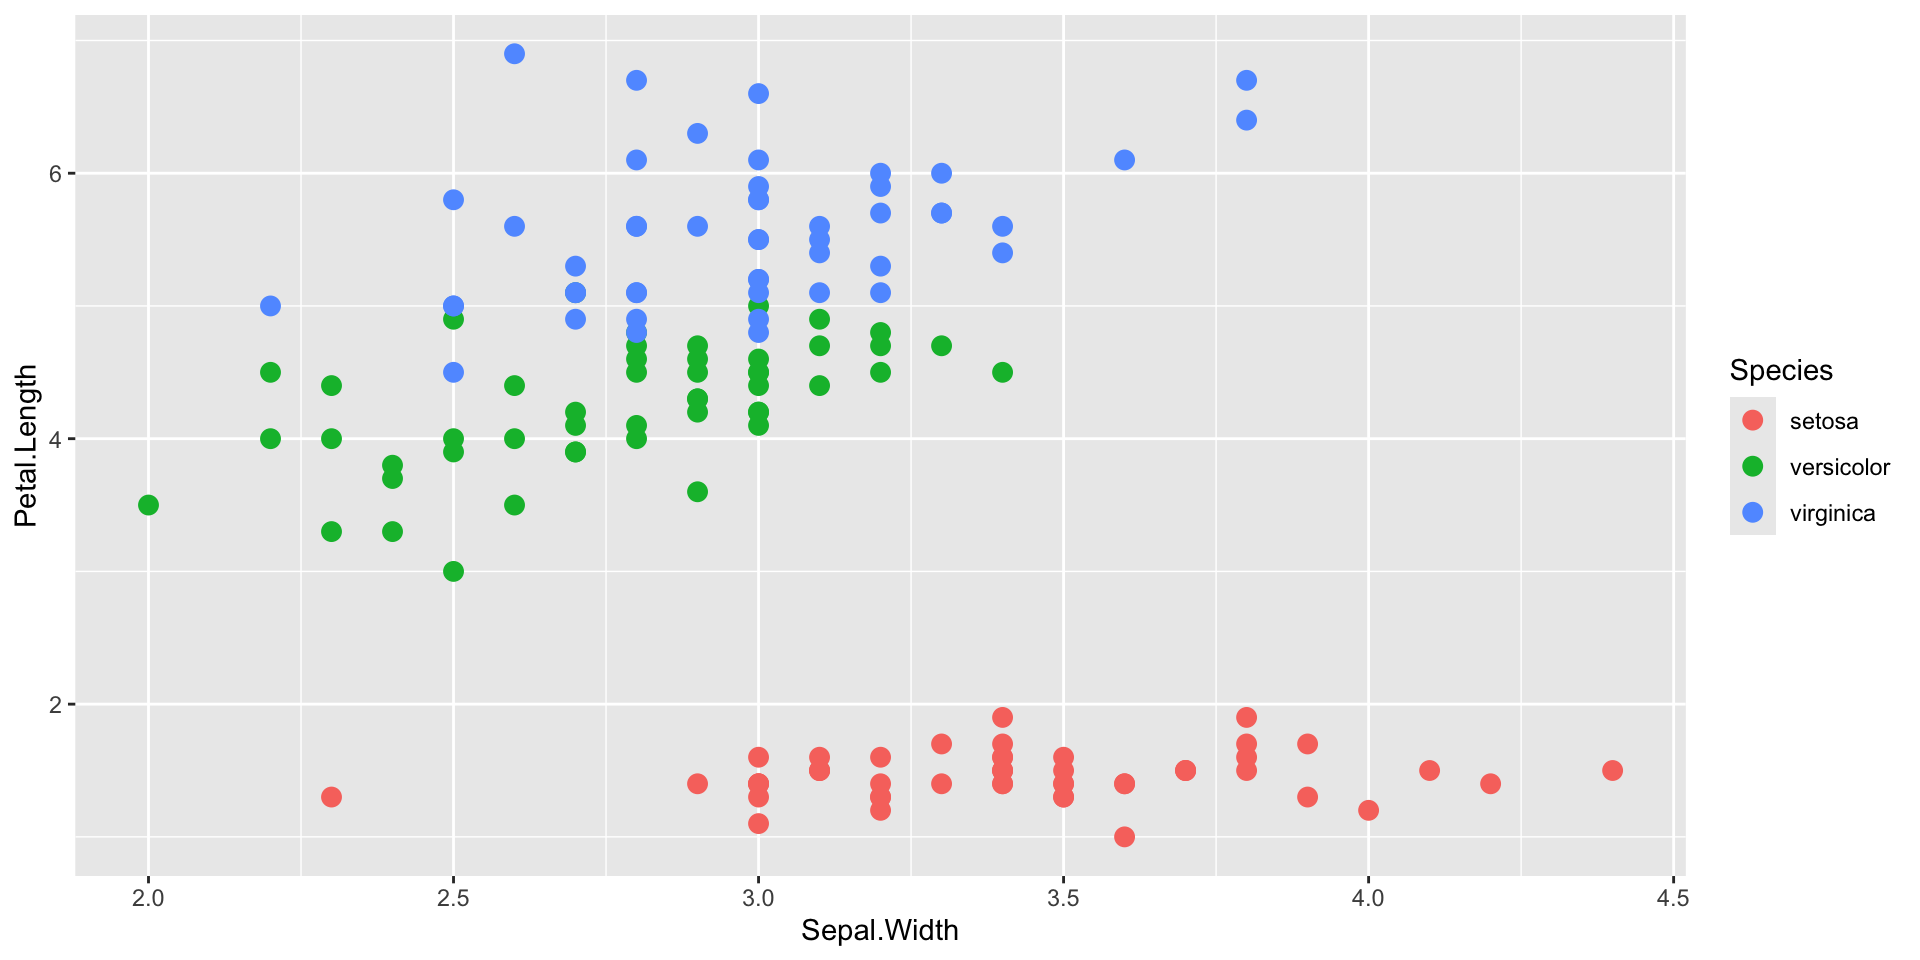 6
4
2
Petal.Length
2.0 2.5 3.0 3.5 4.0 4.5
Sepal.Width
Species
setosa
versicolor
virginica